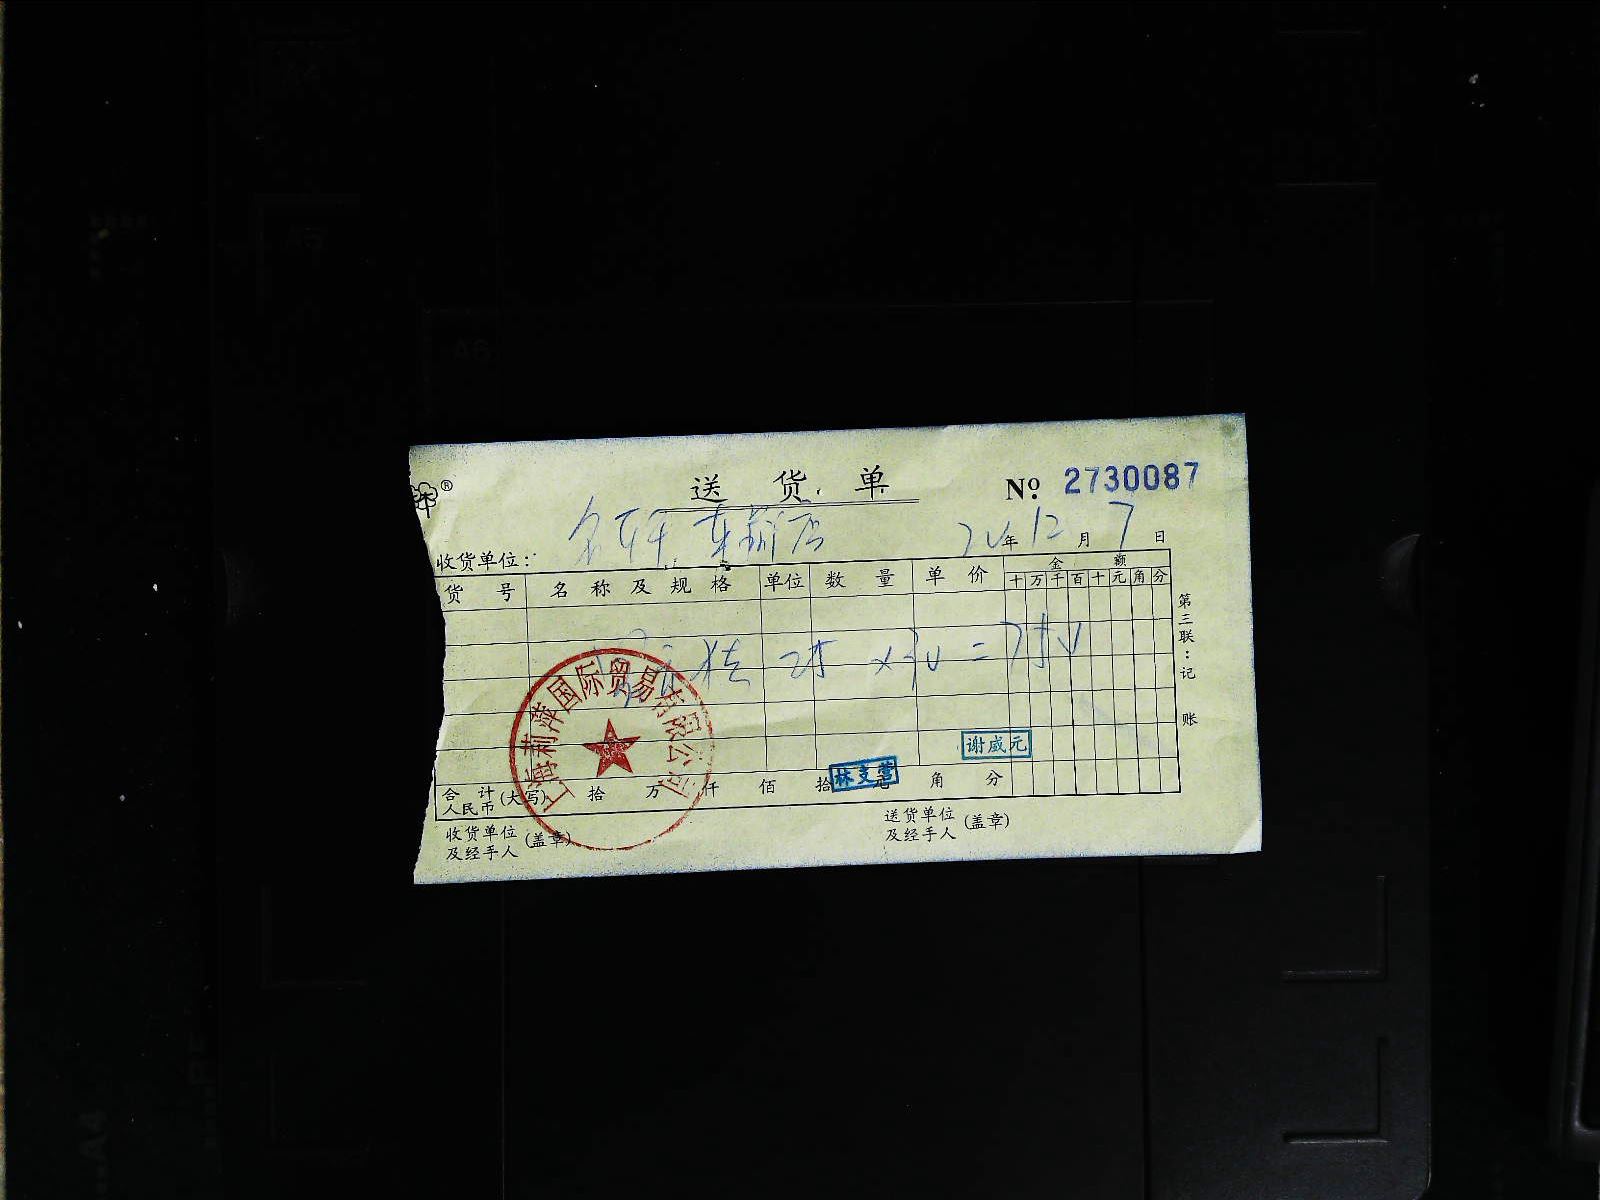 送 货 单
№ 2730087
收货单位:
年 12 月 7 日
货 号 名 称 及 规 格 单位 数 量 单 价 金 额
十 万 千 百 十 元 角 分
第三联:记 账
上海莉萍国际贸易有限公司
谢威元
林支营
合 计 人民币 (大写) 拾 万 仟 佰 拾 元 角 分
收货单位 及经手人 (盖章)
送货单位 及经手人 (盖章)